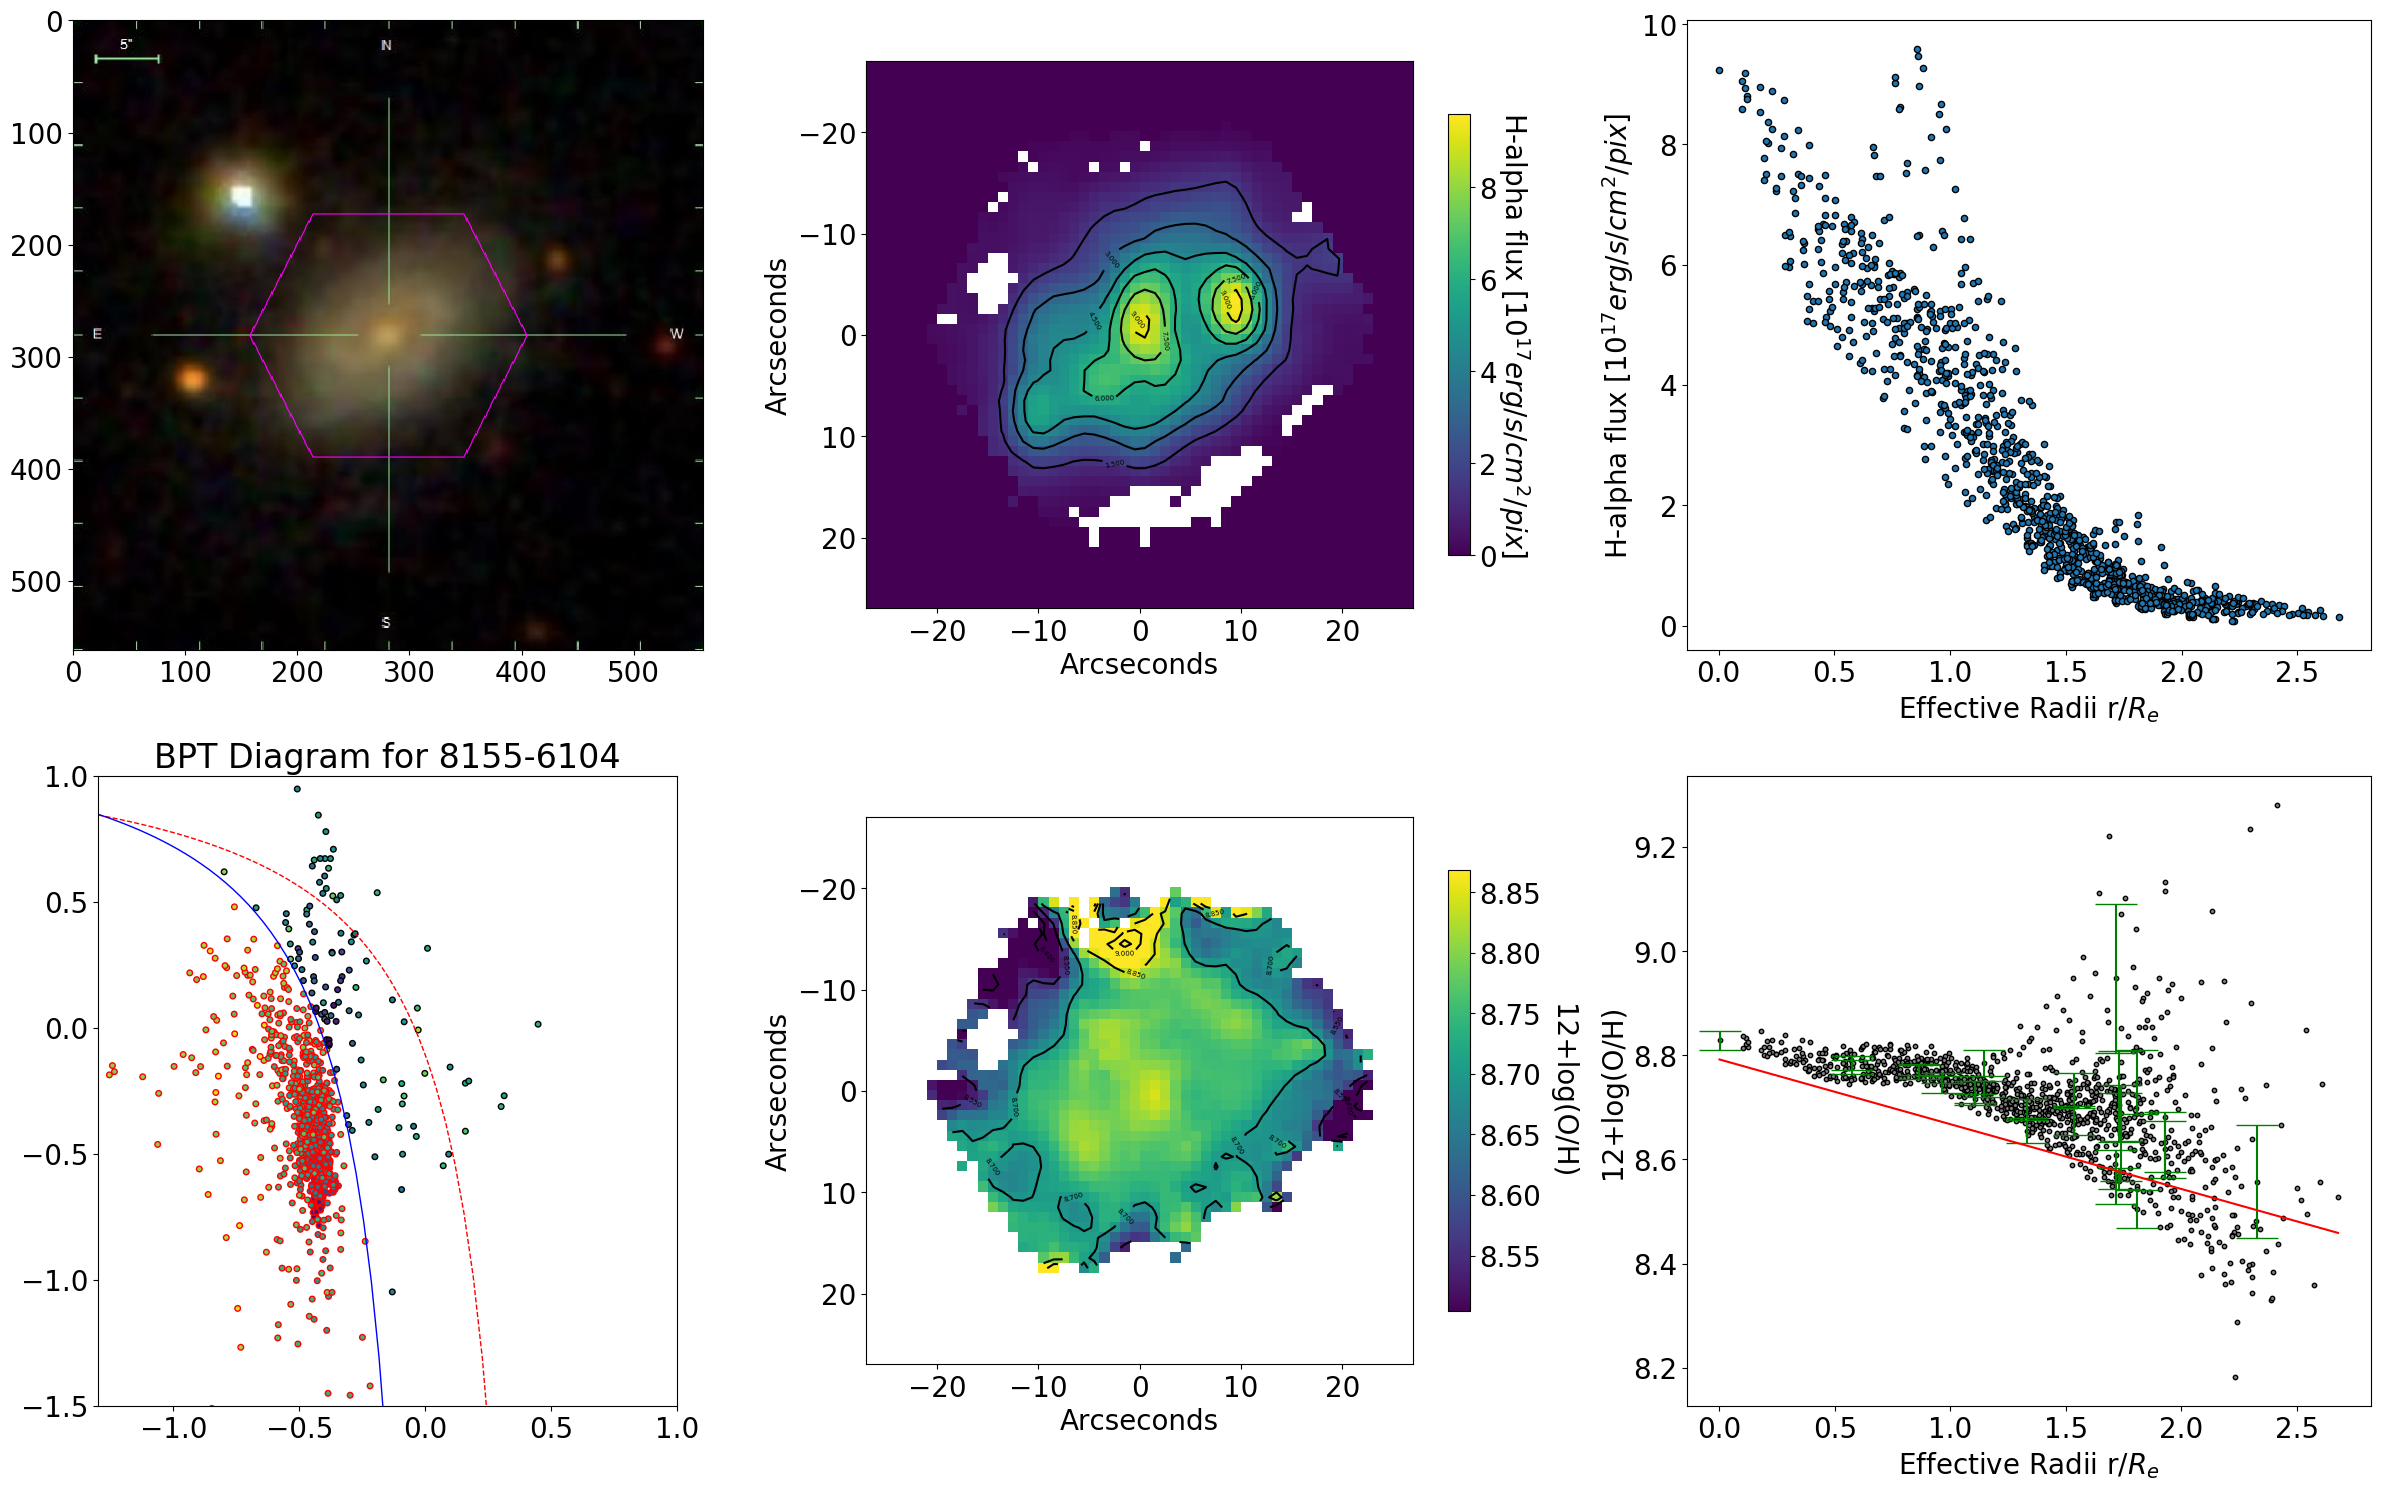 0
100
200
300
400
500
0 100 200 300 400 500
5"
N
E
W
S
−20
−10
0
10
20
−20 −10 0 10 20
Arcseconds
Arcseconds
8
6
4
2
0
H-alpha flux [10^17 erg/s/cm^2/pix]
10
8
6
4
2
0
H-alpha flux [10^17 erg/s/cm^2/pix]
0.0 0.5 1.0 1.5 2.0 2.5
Effective Radii r/R_e
BPT Diagram for 8155-6104
1.0
0.5
0.0
−0.5
−1.0
−1.5
−1.0 −0.5 0.0 0.5 1.0
−20
−10
0
10
20
−20 −10 0 10 20
Arcseconds
Arcseconds
8.85
8.80
8.75
8.70
8.65
8.60
8.55
12+log(O/H)
9.2
9.0
8.8
8.6
8.4
8.2
12+log(O/H)
0.0 0.5 1.0 1.5 2.0 2.5
Effective Radii r/R_e